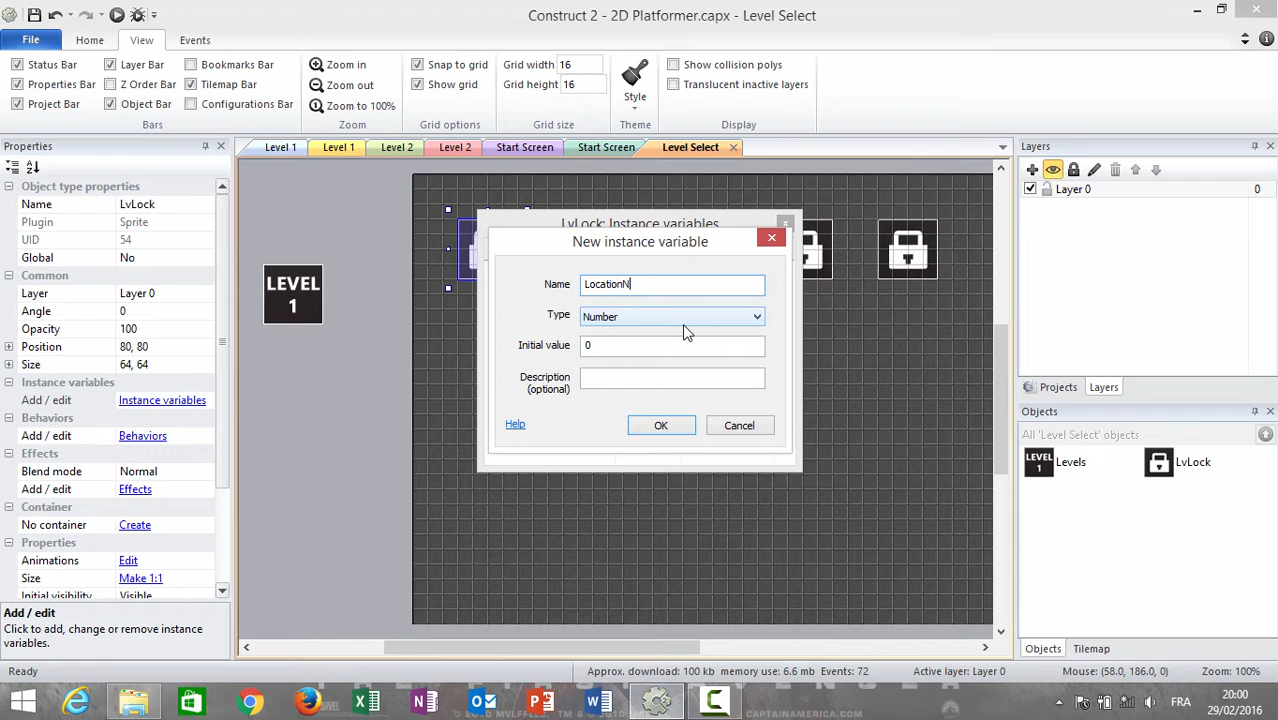 Construct 2 - 2D Platformer.capx - Level Select
File Home View Events
Status Bar Layer Bar Bookmarks Bar Zoom in Snap to grid Grid width 16 Show collision polys
Properties Bar Z Order Bar Tilemap Bar Zoom out Show grid Grid height 16 Style Translucent inactive layers
Project Bar Object Bar Configurations Bar Zoom to 100%
Bars Zoom Grid options Grid size Theme Display
Properties Level 1 Level 1 Level 2 Level 2 Start Screen Start Screen Level Select Layers
Object type properties
Name LvLock
Plugin Sprite
UID 54
Global No
Common
Layer Layer 0
Angle 0
Opacity 100
Position 80, 80
Size 64, 64
Instance variables
Add / edit Instance variables
Behaviors
Add / edit Behaviors
Effects
Blend mode Normal
Add / edit Effects
Container
No container Create
Properties
Animations Edit
Size Make 1:1
Initial visibility Visible
Add / edit
Click to add, change or remove instance
variables.
LEVEL
1
LvLock: Instance variables
New instance variable
Name LocationN
Type Number
Initial value 0
Description
(optional)
Help OK Cancel
Layer 0 0
Projects Layers
Objects
All 'Level Select' objects
LEVEL
1
Levels LvLock
Objects Tilemap
Ready Approx. download: 100 kb memory use: 6.6 mb Events: 72 Active layer: Layer 0 Mouse: (58.0, 186.0, 0) Zoom: 100%
CAPTAINAMERICA.COM
FRA 20:00
29/02/2016